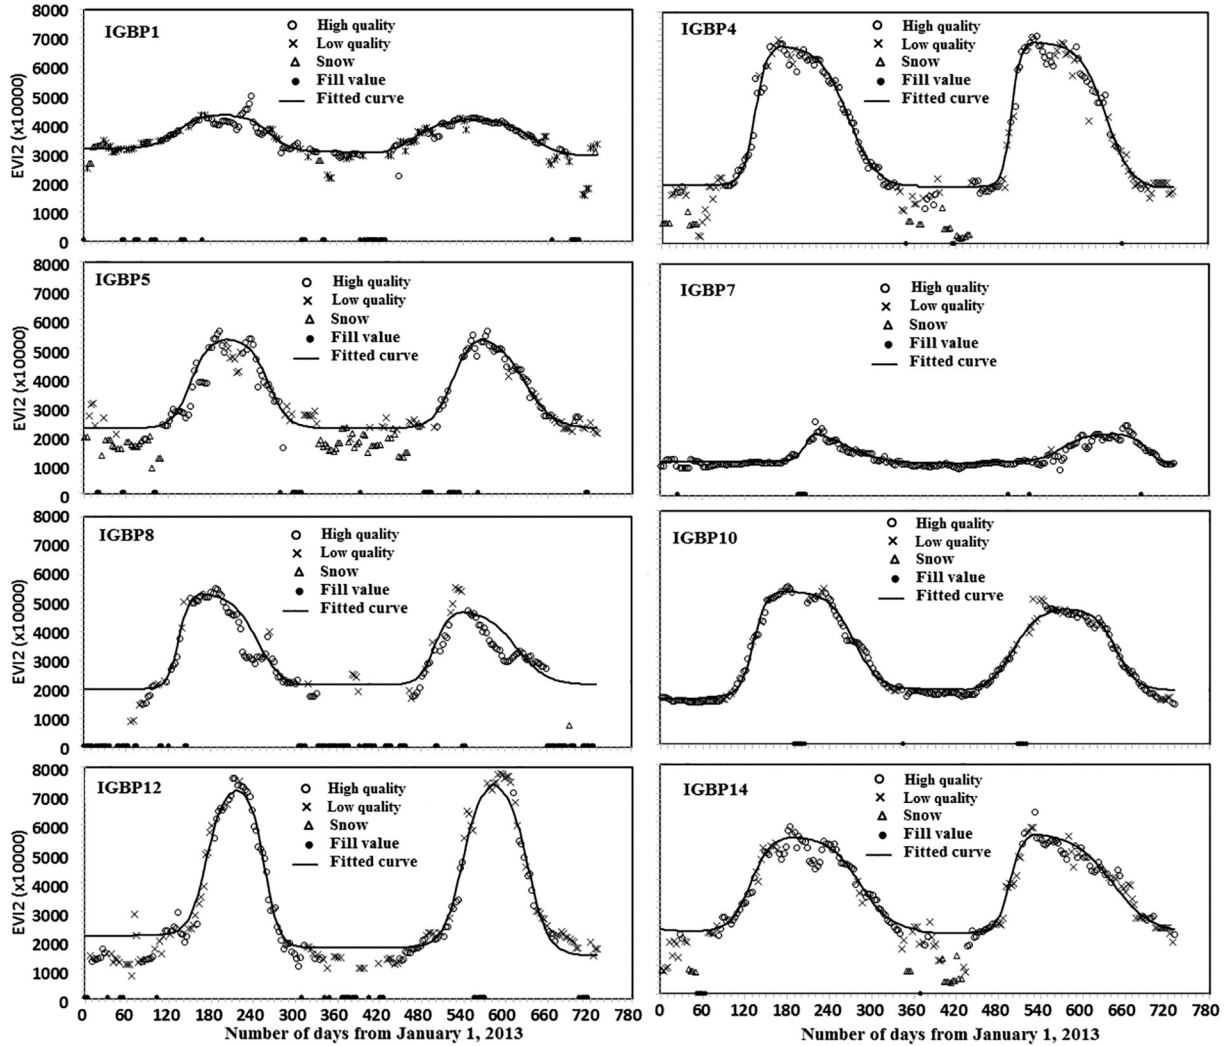 IGBP1
High quality
Low quality
Snow
Fill value
Fitted curve
EVI2 (x10000)
8000
7000
6000
5000
4000
3000
2000
1000
0
IGBP4
High quality
Low quality
Snow
Fill value
Fitted curve
IGBP5
High quality
Low quality
Snow
Fill value
Fitted curve
EVI2 (x10000)
8000
7000
6000
5000
4000
3000
2000
1000
0
IGBP7
High quality
Low quality
Snow
Fill value
Fitted curve
IGBP8
High quality
Low quality
Snow
Fill value
Fitted curve
EVI2 (x10000)
8000
7000
6000
5000
4000
3000
2000
1000
0
IGBP10
High quality
Low quality
Snow
Fill value
Fitted curve
IGBP12
High quality
Low quality
Snow
Fill value
Fitted curve
EVI2 (x10000)
8000
7000
6000
5000
4000
3000
2000
1000
0
0 60 120 180 240 300 360 420 480 540 600 660 720 780
Number of days from January 1, 2013
IGBP14
High quality
Low quality
Snow
Fill value
Fitted curve
0 60 120 180 240 300 360 420 480 540 600 660 720 780
Number of days from January 1, 2013